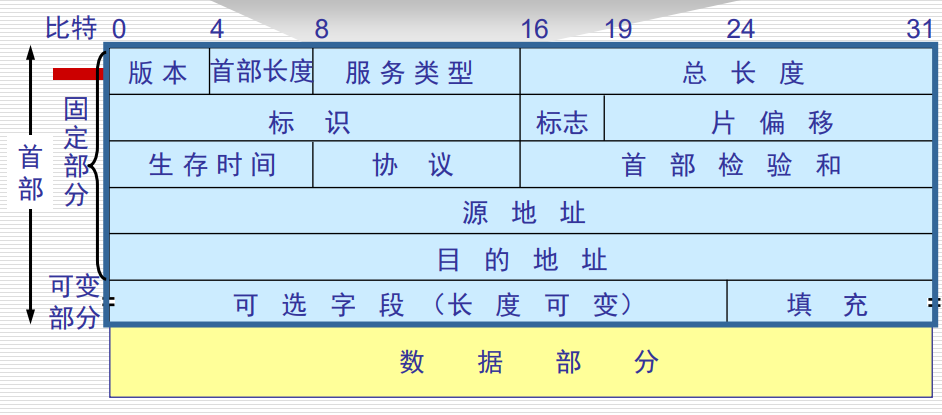 比特 0 4 8 16 19 24 31
版本 首部长度 服务类型 总长度
标识 标志 片偏移
生存时间 协议 首部检验和
源地址
目的地址
可选字段（长度可变） 填充
数据部分
首部
固定部分
可变部分